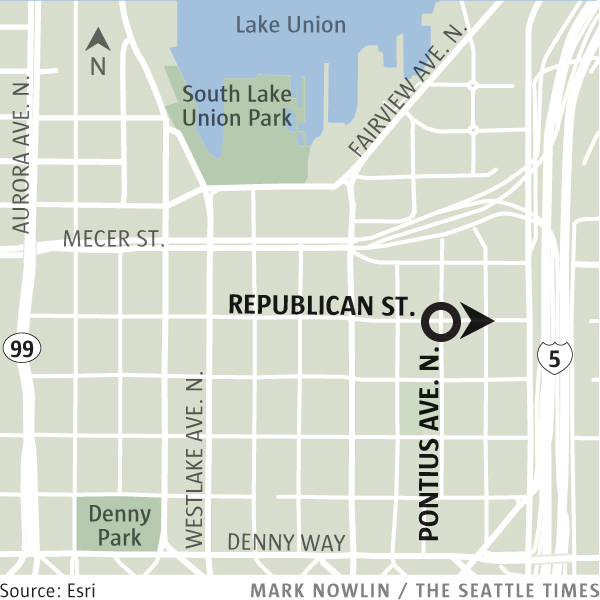 Lake Union
N
South Lake
Union Park
FAIRVIEW AVE. N.
AURORA AVE. N.
MECER ST.
REPUBLICAN ST.
99
5
WESTLAKE AVE. N.
PONTIUS AVE. N.
Denny
Park
DENNY WAY
Source: Esri
MARK NOWLIN / THE SEATTLE TIMES